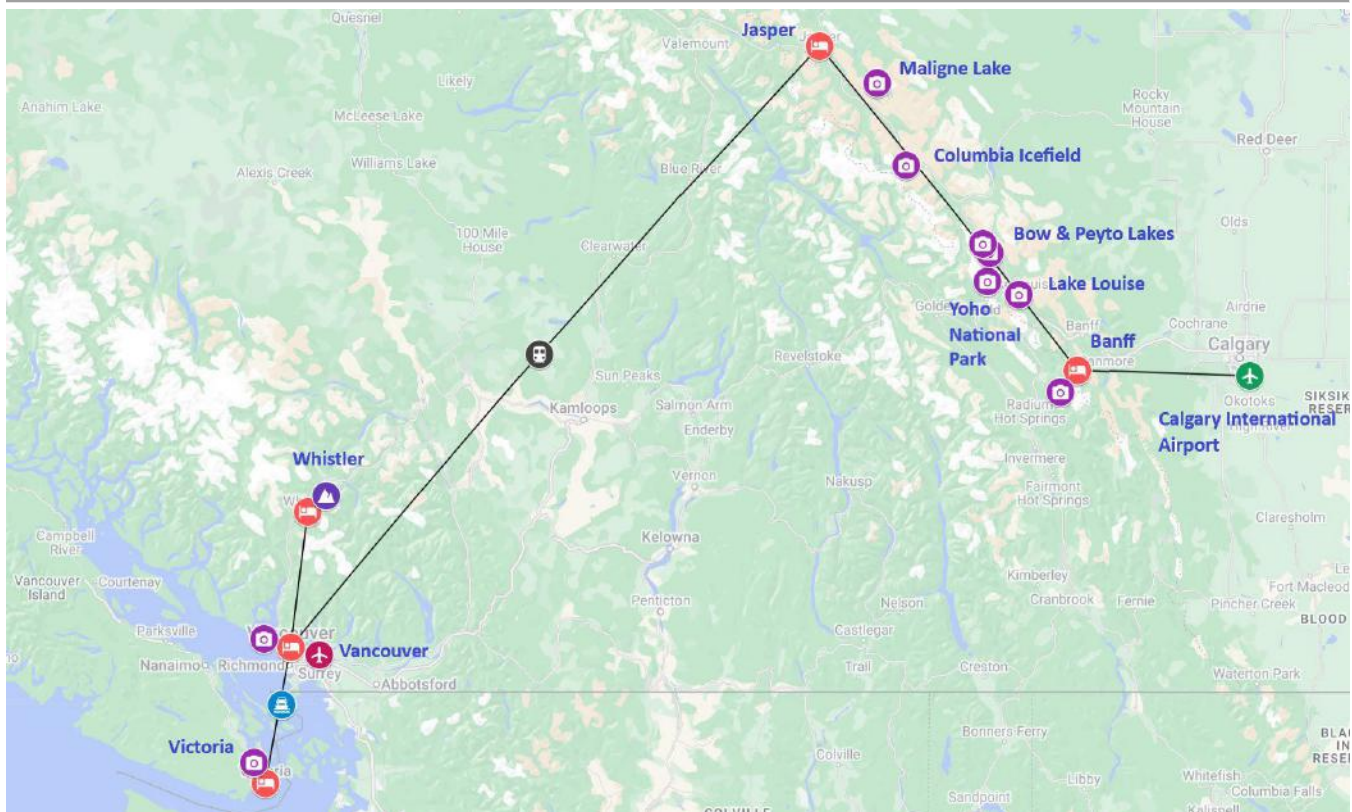 Quesnel
Jasper
Valemount
Maligne Lake
Likely
Anahim Lake
McLeese Lake
Rocky
Mountain
House
Red Deer
Williams Lake
Alexis Creek
Blue River
Columbia Icefield
Olds
100 Mile
House
Clearwater
Bow & Peyto Lakes
Lake Louise
Golden
Yoho
National
Park
Airdrie
Banff
Cochrane
Banff
Calgary
Revelstoke
Sun Peaks
Kamloops
Salmon Arm
Enderby
Radium
Hot Springs
Okotoks
SIKSIK
RESER
Calgary International
Airport
Whistler
Vernon
Nakusp
Invermere
Fairmont
Hot Springs
Claresholm
Campbell
River
Kelowna
Vancouver
Island
Courtenay
Kimberley
Cranbrook
Fernie
Fort Macleod
Penticton
Nelson
Pincher Creek
BLOOD
Parksville
Castlegar
Nanaimo
Richmond
Vancouver
Surrey
Abbotsford
Trail
Creston
Waterton Park
Victoria
Bonners Ferry
Colville
Libby
Whitefish
Columbia Falls
Sandpoint
Kalispell
COLVILLE